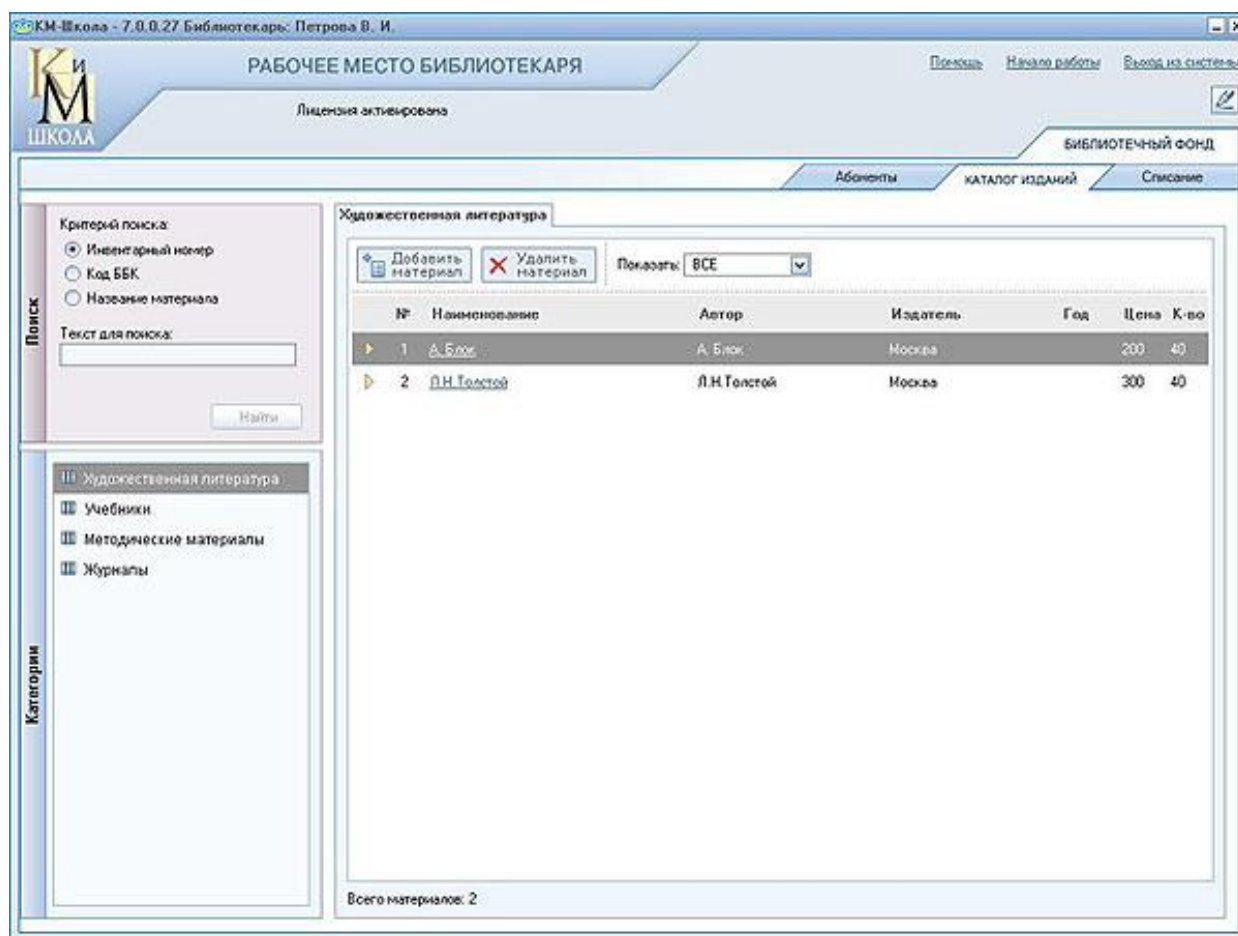 КМ-Школа - 7.0.0.27 Библиотекарь: Петрова В. И.
КиМ
ШКОЛА
РАБОЧЕЕ МЕСТО БИБЛИОТЕКАРЯ
Помощь Начало работы Выход из системы
Лицензия активирована
БИБЛИОТЕЧНЫЙ ФОНД
Абоненты КАТАЛОГ ИЗДАНИЙ Списание
Поиск
Критерий поиска:
Инвентарный номер
Код ББК
Название материала
Текст для поиска:
Найти
Категории
Художественная литература
Учебники
Методические материалы
Журналы
Художественная литература
Добавить материал Удалить материал Показать: ВСЕ
№ Наименование Автор Издатель Год Цена К-во
1 А. Блок А. Блок Москва 200 40
2 Л.Н.Толстой Л.Н.Толстой Москва 300 40
Всего материалов: 2